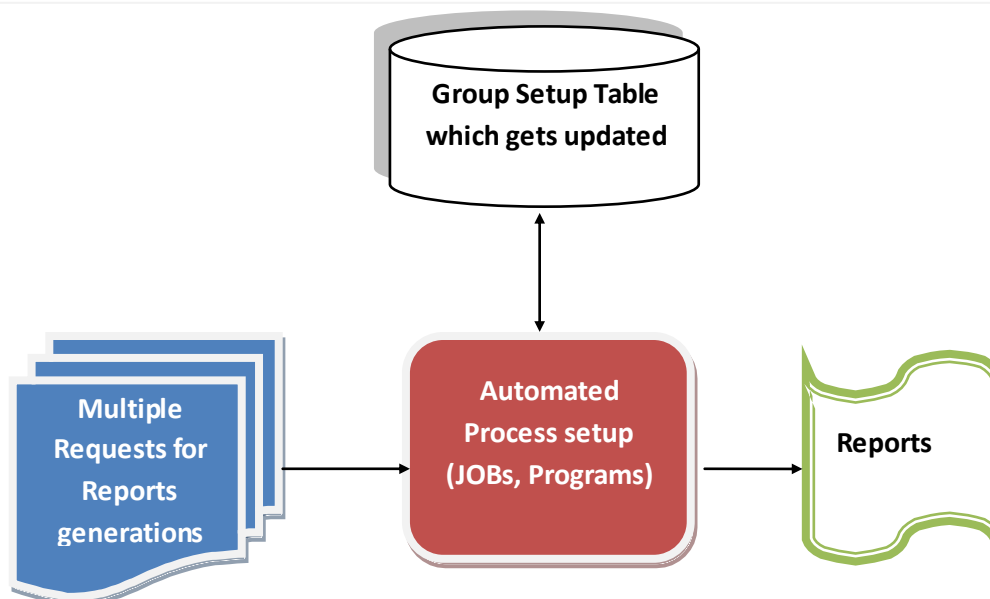 Group Setup Table
which gets updated
Multiple
Requests for
Reports
generations
Automated
Process setup
(JOBs, Programs)
Reports